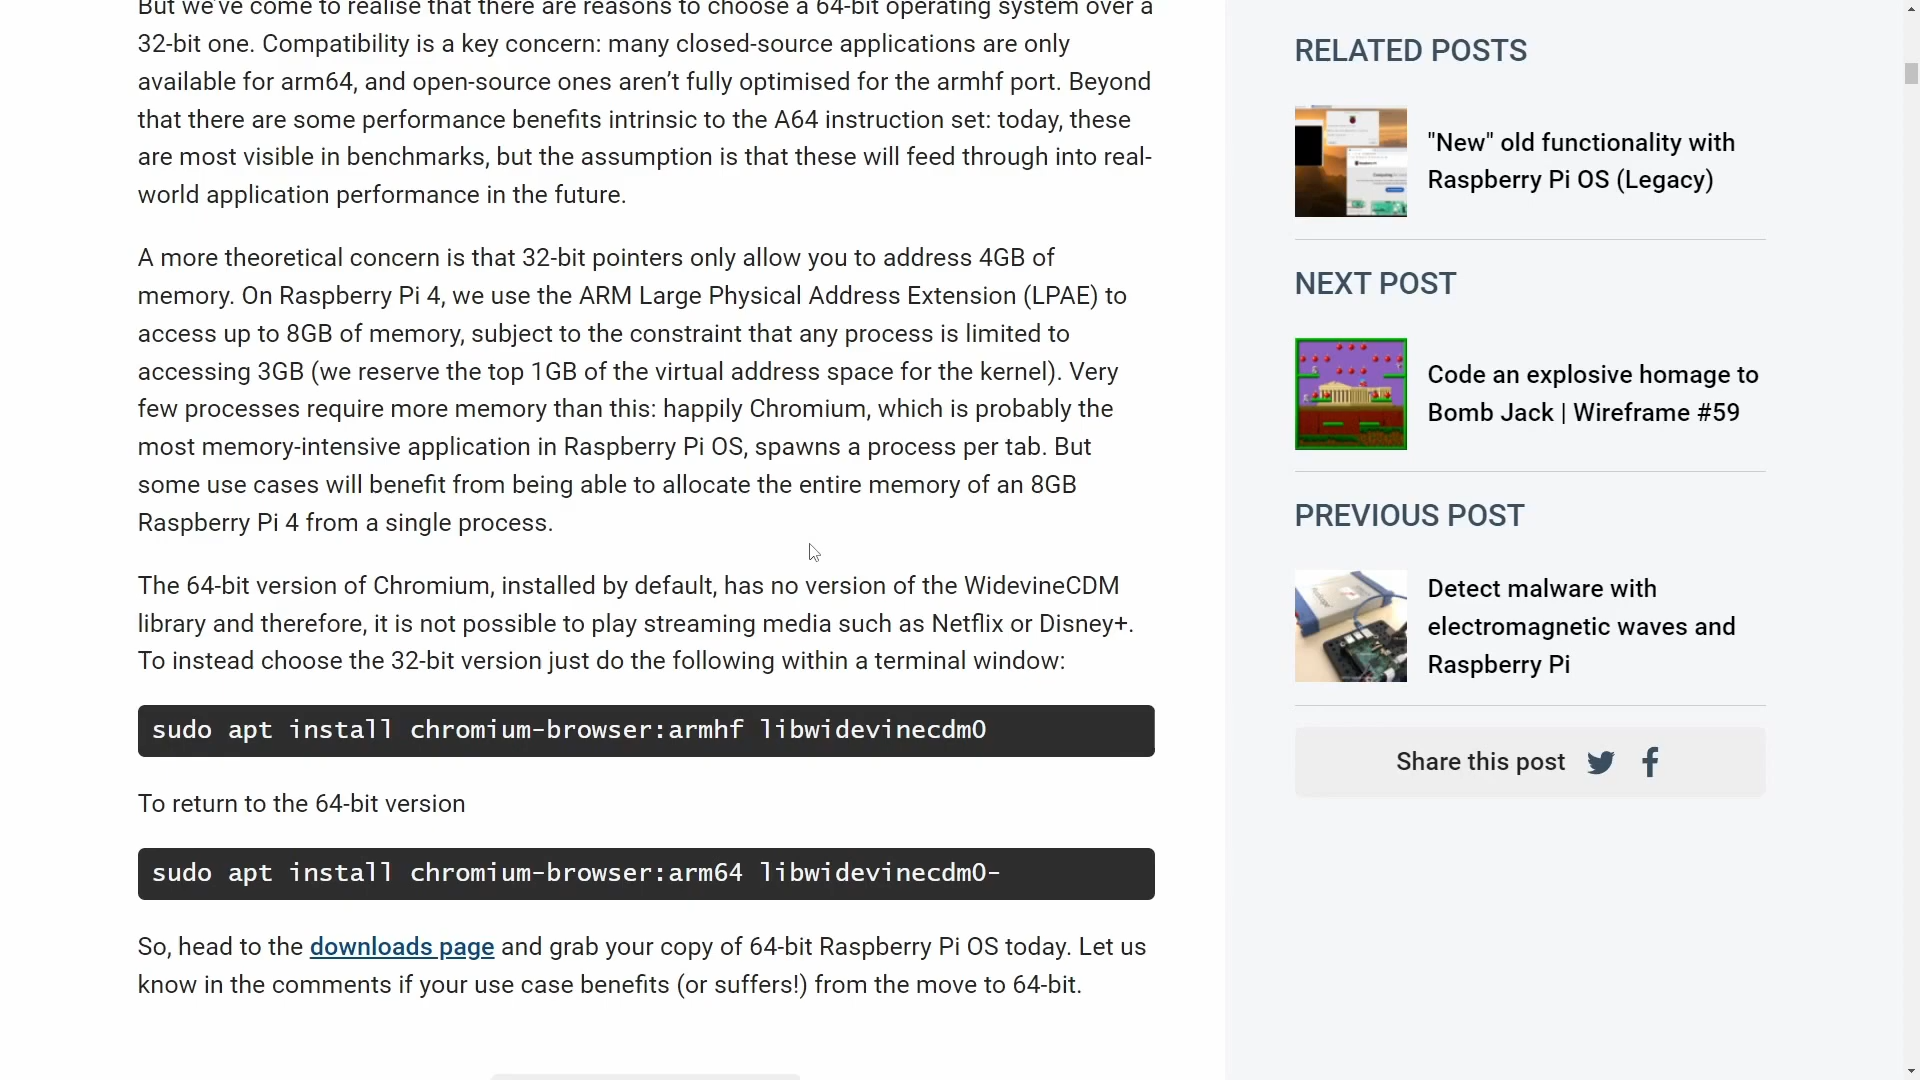 But we've come to realise that there are reasons to choose a 64-bit operating system over a
32-bit one. Compatibility is a key concern: many closed-source applications are only
available for arm64, and open-source ones aren't fully optimised for the armhf port. Beyond
that there are some performance benefits intrinsic to the A64 instruction set: today, these
are most visible in benchmarks, but the assumption is that these will feed through into real-
world application performance in the future.
A more theoretical concern is that 32-bit pointers only allow you to address 4GB of
memory. On Raspberry Pi 4, we use the ARM Large Physical Address Extension (LPAE) to
access up to 8GB of memory, subject to the constraint that any process is limited to
accessing 3GB (we reserve the top 1GB of the virtual address space for the kernel). Very
few processes require more memory than this: happily Chromium, which is probably the
most memory-intensive application in Raspberry Pi OS, spawns a process per tab. But
some use cases will benefit from being able to allocate the entire memory of an 8GB
Raspberry Pi 4 from a single process.
The 64-bit version of Chromium, installed by default, has no version of the WidevineCDM
library and therefore, it is not possible to play streaming media such as Netflix or Disney+.
To instead choose the 32-bit version just do the following within a terminal window:
sudo apt install chromium-browser:armhf libwidevinecdm0
To return to the 64-bit version
sudo apt install chromium-browser:arm64 libwidevinecdm0-
So, head to the downloads page and grab your copy of 64-bit Raspberry Pi OS today. Let us
know in the comments if your use case benefits (or suffers!) from the move to 64-bit.
RELATED POSTS
"New" old functionality with
Raspberry Pi OS (Legacy)
NEXT POST
Code an explosive homage to
Bomb Jack | Wireframe #59
PREVIOUS POST
Detect malware with
electromagnetic waves and
Raspberry Pi
Share this post